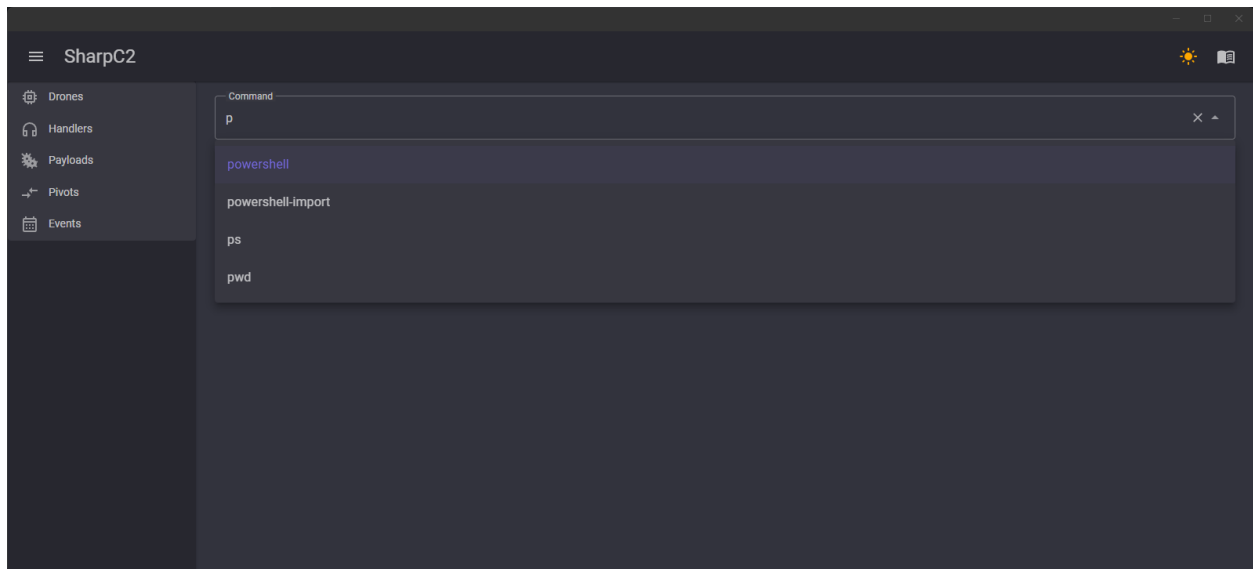 SharpC2
Drones
Handlers
Payloads
Pivots
Events
Command
p
powershell
powershell-import
ps
pwd